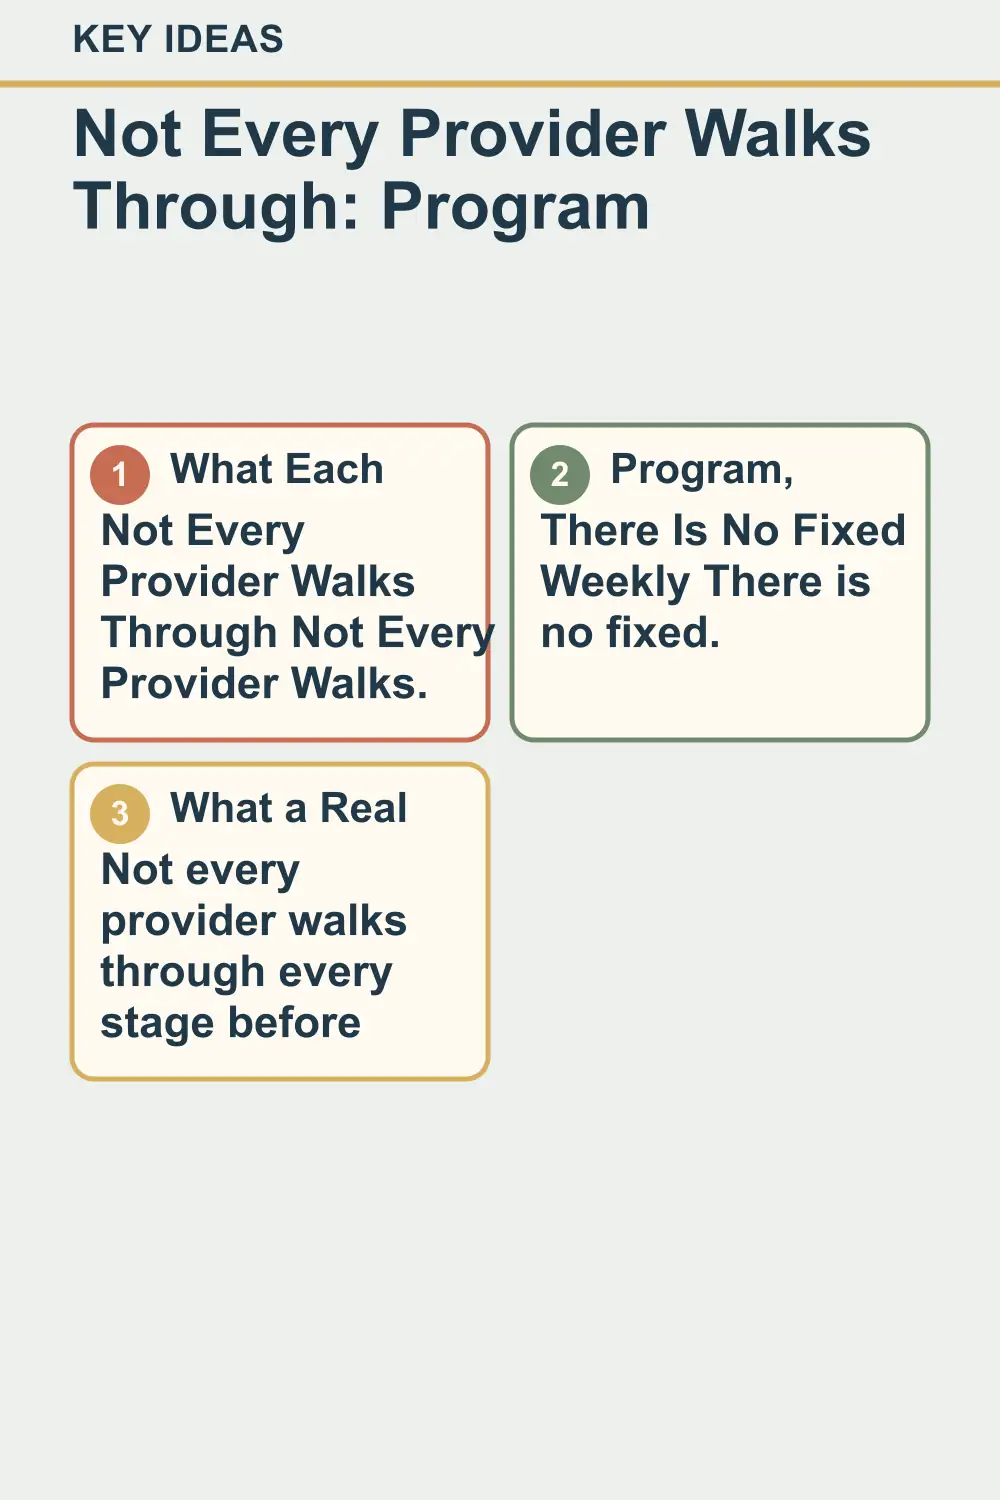 KEY IDEAS
Not Every Provider Walks
Through: Program
1 What Each
Not Every
Provider Walks
Through Not Every
Provider Walks.
2 Program,
There Is No Fixed
Weekly There is
no fixed.
3 What a Real
Not every
provider walks
through every
stage before